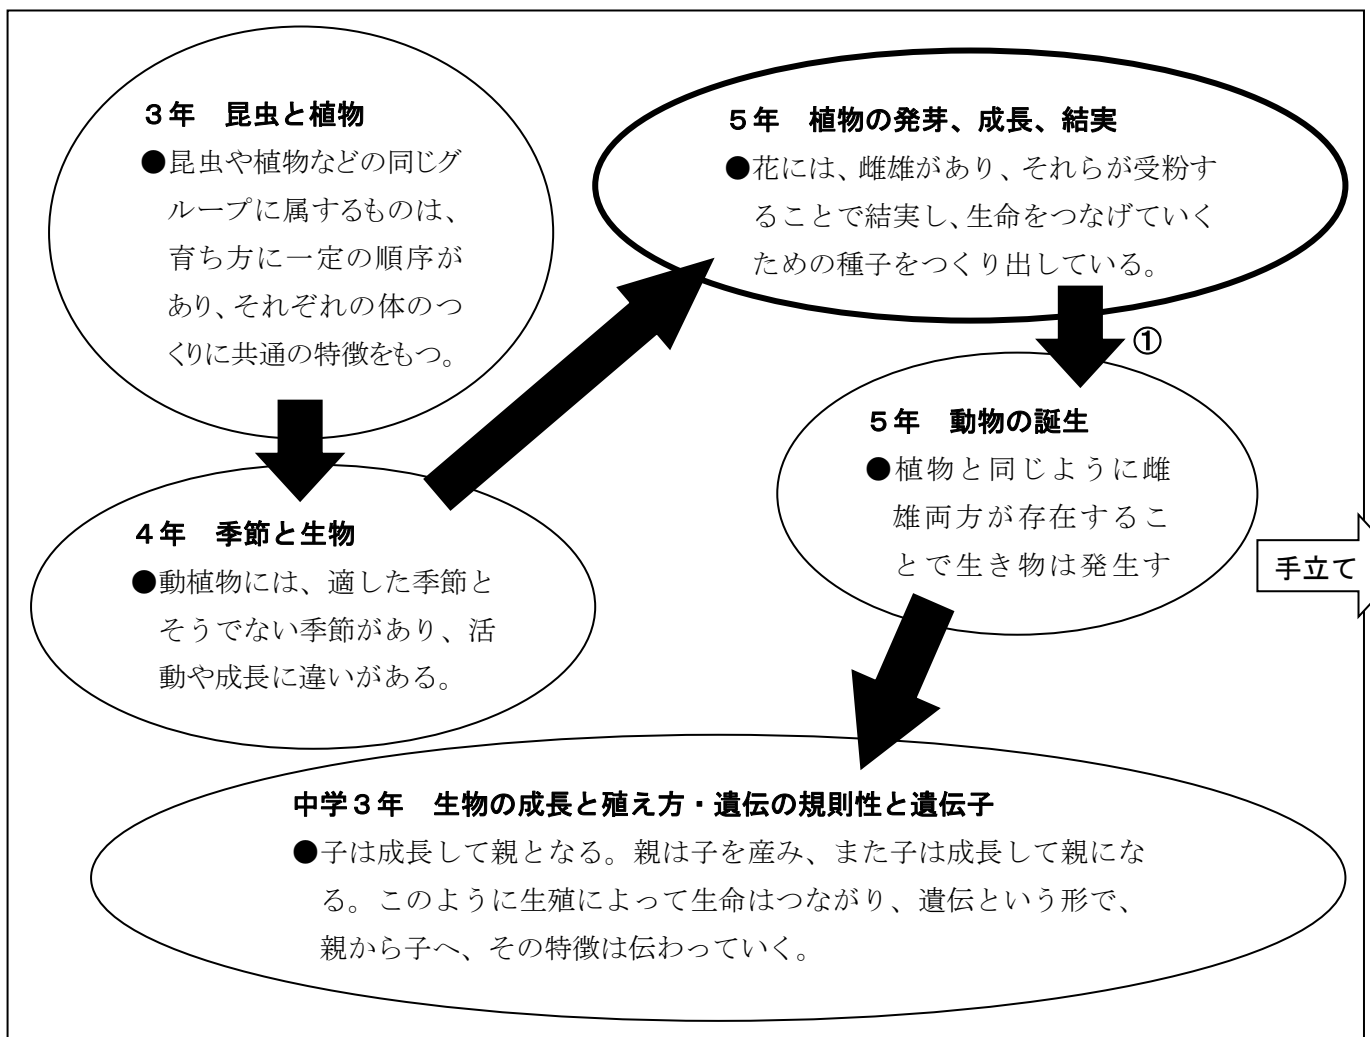 ３年　昆虫と植物
●昆虫や植物などの同じグ
ループに属するものは、
育ち方に一定の順序が
あり、それぞれの体のつ
くりに共通の特徴をもつ。
４年　季節と生物
●動植物には、適した季節と
そうでない季節があり、活
動や成長に違いがある。
５年　植物の発芽、成長、結実
●花には、雌雄があり、それらが受粉す
ることで結実し、生命をつなげていく
ための種子をつくり出している。
①
５年　動物の誕生
●植物と同じように雌
雄両方が存在するこ
とで生き物は発生す
手立て
中学３年　生物の成長と殖え方・遺伝の規則性と遺伝子
●子は成長して親となる。親は子を産み、また子は成長して親にな
る。このように生殖によって生命はつながり、遺伝という形で、
親から子へ、その特徴は伝わっていく。